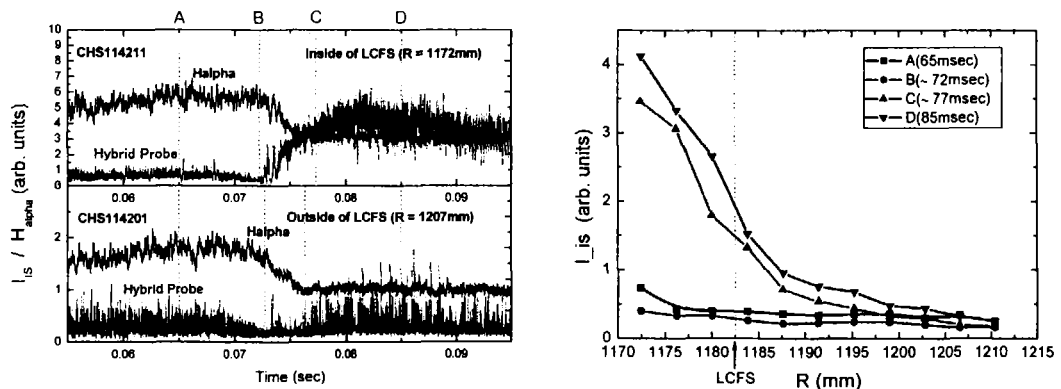 A B C D
10
9
8
7
6
5
4
3
2
1
0
CHS114211
Inside of LCFS (R = 1172mm)
Halpha
Hybrid Probe
0.06 0.07 0.08 0.09
CHS114201
Outside of LCFS (R = 1207mm)
Halpha
Hybrid Probe
2
1
0
0.06 0.07 0.08 0.09
Time (sec)
I_IS / H_alpha (arb. units)
4
3
2
1
0
I_is (arb. units)
A(65msec)
B(~ 72msec)
C(~ 77msec)
D(85msec)
1170 1175 1180 1185 1190 1195 1200 1205 1210 1215
LCFS
R (mm)